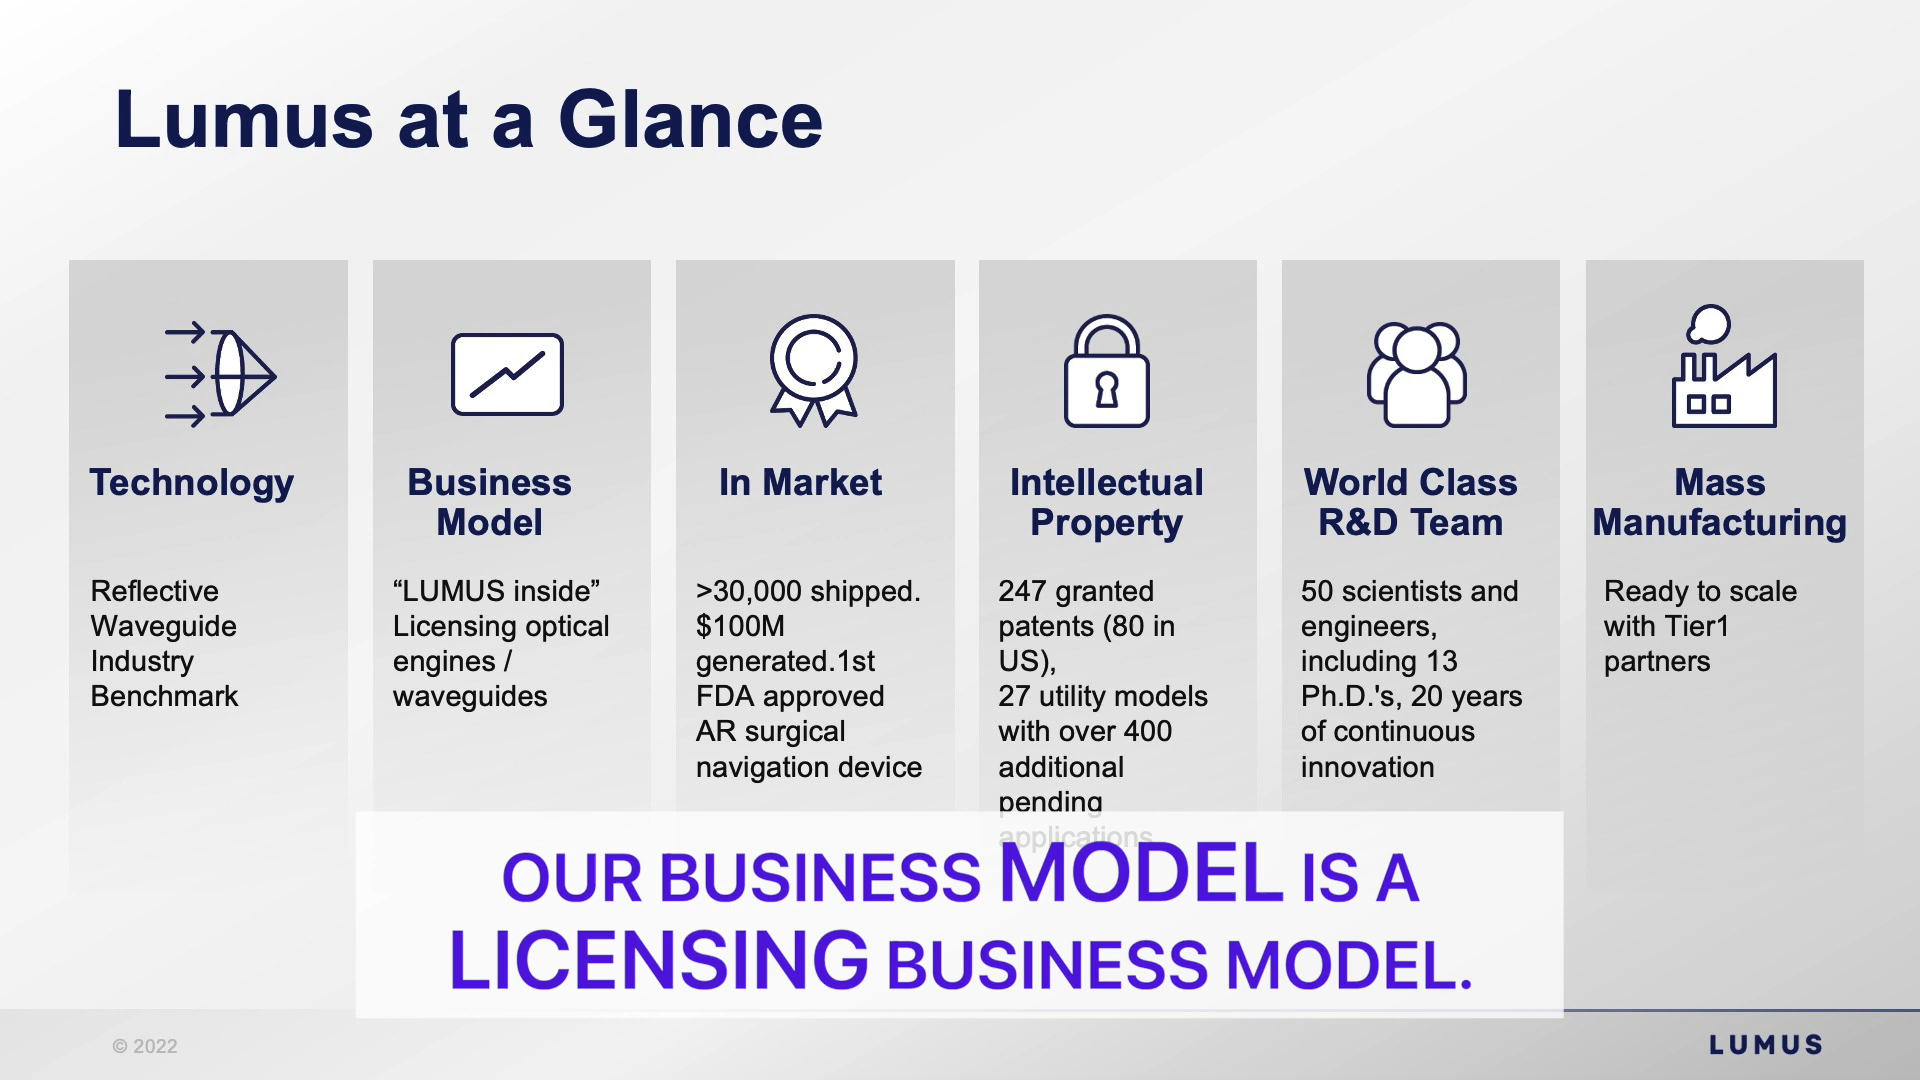 Lumus at a Glance
Technology
Reflective
Waveguide
Industry
Benchmark
Business
Model
“LUMUS inside”
Licensing optical
engines /
waveguides
In Market
>30,000 shipped.
$100M
generated.1st
FDA approved
AR surgical
navigation device
Intellectual
Property
247 granted
patents (80 in
US),
27 utility models
with over 400
additional
pending
applications
World Class
R&D Team
50 scientists and
engineers,
including 13
Ph.D.'s, 20 years
of continuous
innovation
Mass
Manufacturing
Ready to scale
with Tier1
partners
OUR BUSINESS MODEL IS A
LICENSING BUSINESS MODEL.
© 2022
LUMUS